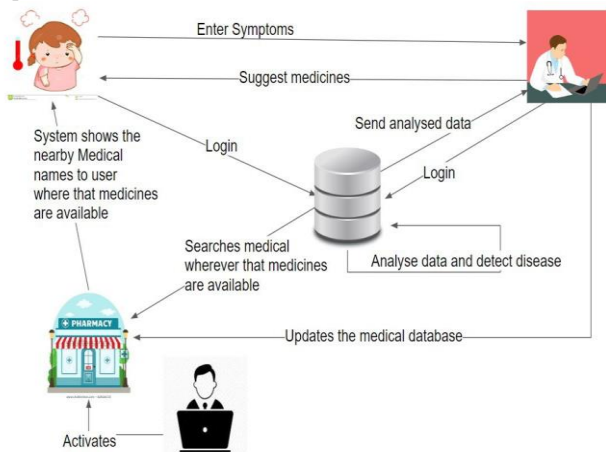 Enter Symptoms
Suggest medicines
System shows the
nearby Medical
names to user
where that medicines
are available
Login
Send analysed data
Login
Searches medical
wherever that medicines
are available
Analyse data and detect disease
PHARMACY
Updates the medical database
Activates